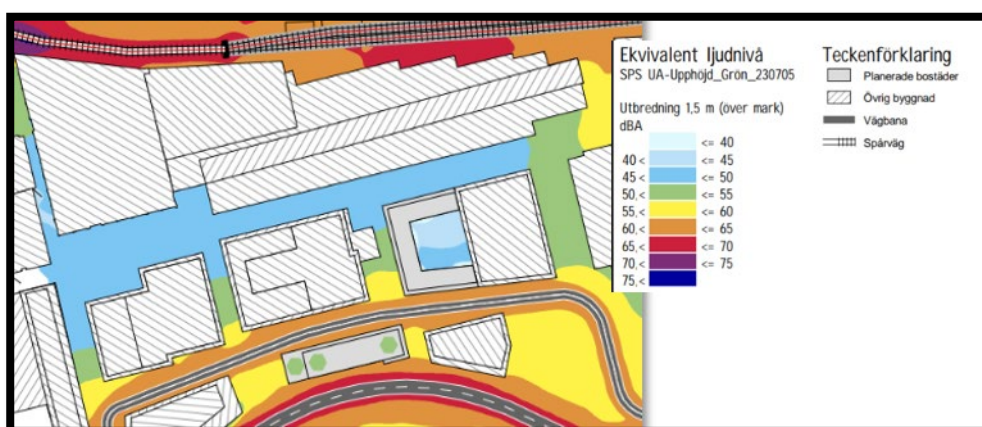 Ekvivalent ljudnivå
SPS UA-Upphöjd_Grön_230705
Utbredning 1,5 m (över mark)
dBA
<= 40
40 < <= 45
45 < <= 50
50 < <= 55
55 < <= 60
60 < <= 65
65 < <= 70
70 < <= 75
75 <
Teckenförklaring
Planerade bostäder
Övrig byggnad
Vägbana
Spårväg